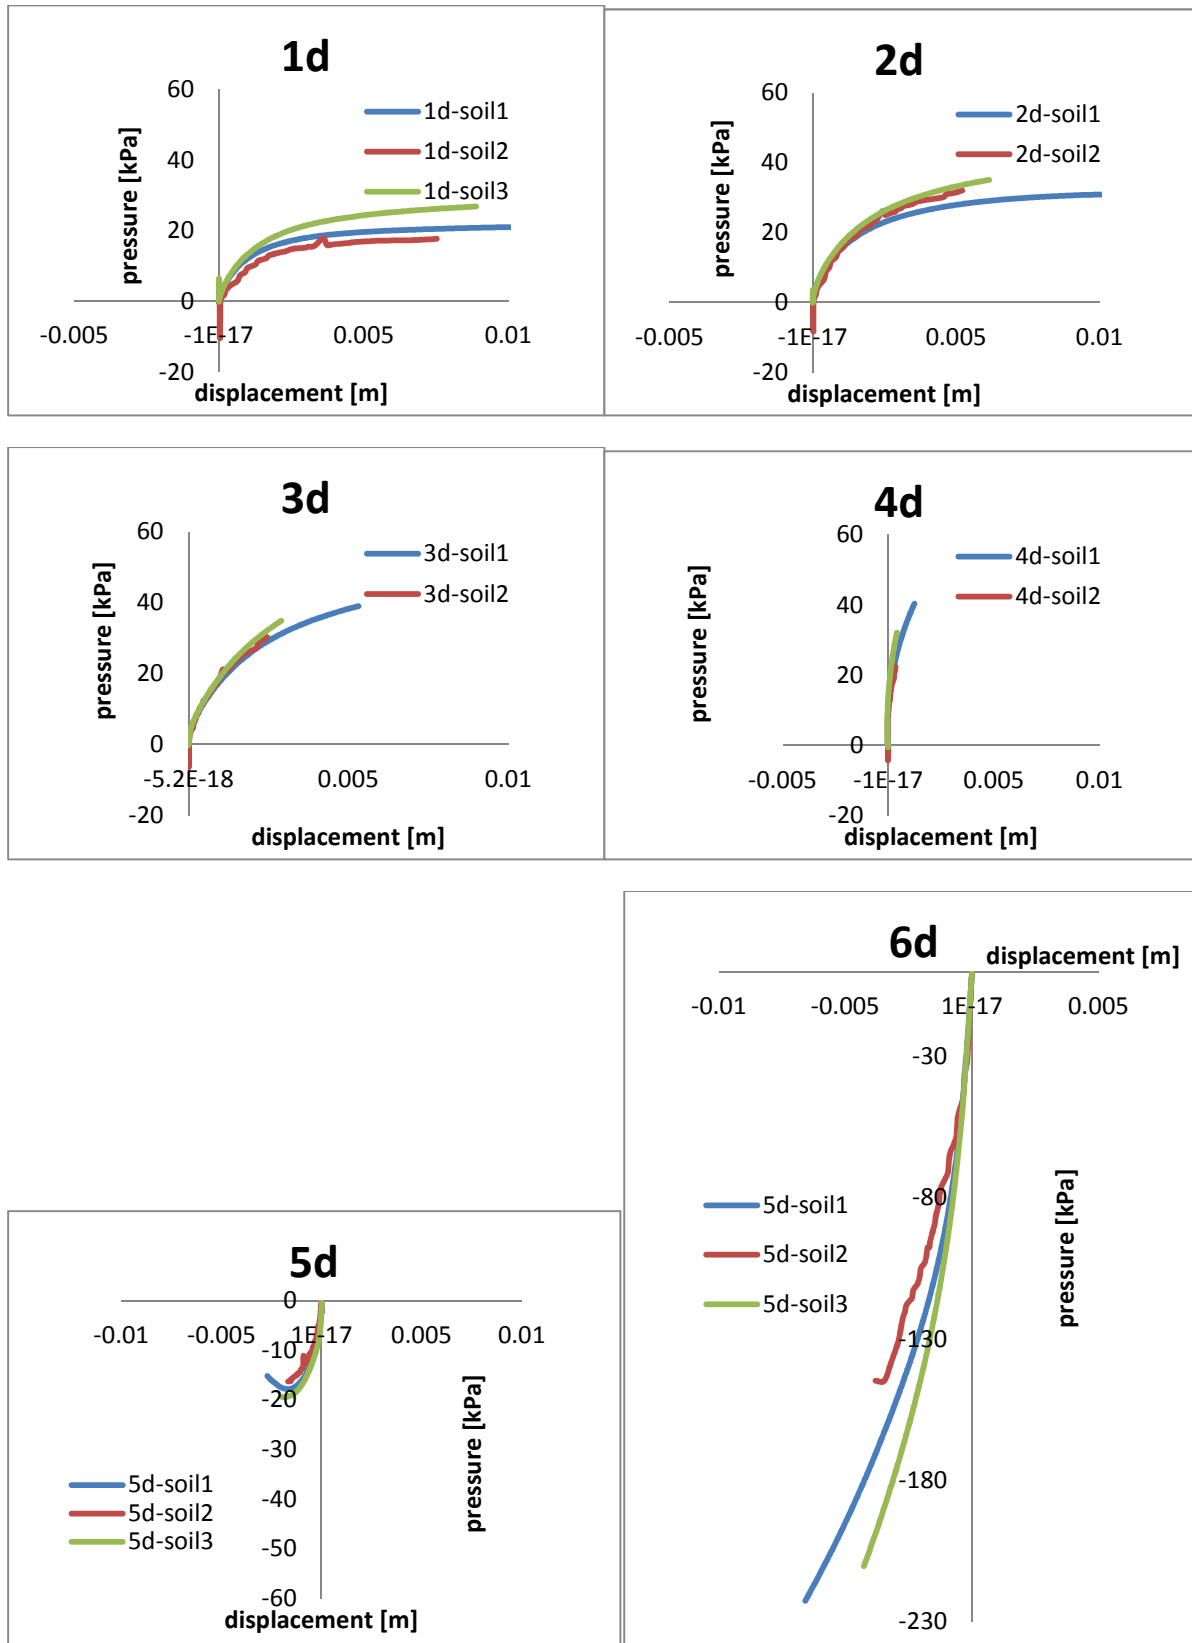 1d
60
40
20
0
-20
pressure [kPa]
1d-soil1
1d-soil2
1d-soil3
-0.005
-1E-17
0.005
0.01
displacement [m]
2d
60
40
20
0
-20
pressure [kPa]
2d-soil1
2d-soil2
-0.005
-1E-17
0.005
0.01
displacement [m]
3d
60
40
20
0
-20
pressure [kPa]
3d-soil1
3d-soil2
-5.2E-18
0.005
0.01
displacement [m]
4d
60
40
20
0
-20
pressure [kPa]
4d-soil1
4d-soil2
-0.005
-1E-17
0.005
0.01
displacement [m]
6d
displacement [m]
-0.01
-0.005
1E-17
0.005
-30
-80
-130
-180
-230
pressure [kPa]
5d-soil1
5d-soil2
5d-soil3
5d
0
-10
-20
-30
-40
-50
-60
-0.01
-0.005
1E-17
0.005
0.01
pressure [kPa]
5d-soil1
5d-soil2
5d-soil3
displacement [m]